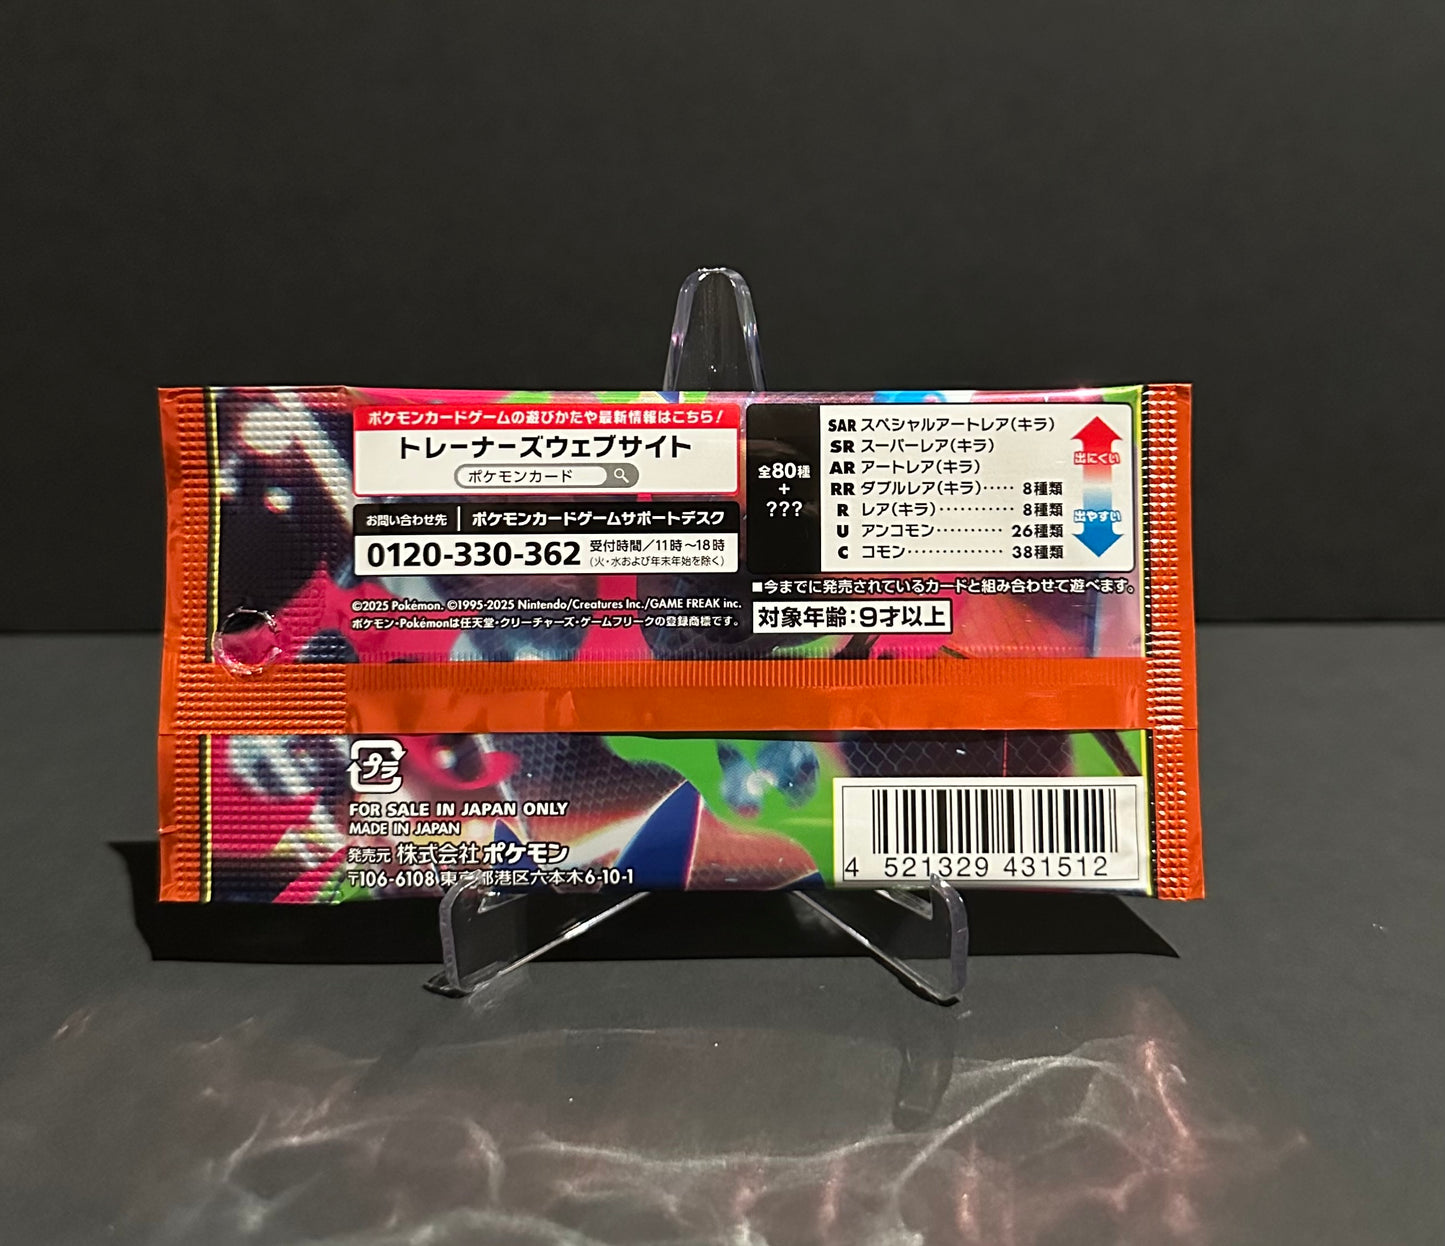 ポケモンカードゲームの遊びかたや最新情報はこちら!
トレーナーズウェブサイト
ポケモンカード
お問い合わせ先 ポケモンカードゲームサポートデスク
0120-330-362 受付時間/11時~18時
(火・水および年末年始を除く)
©2025 Pokémon. ©1995-2025 Nintendo/Creatures Inc./GAME FREAK inc.
ポケモン・Pokémonは任天堂・クリーチャーズ・ゲームフリークの登録商標です。
全80種
+
???
SAR スペシャルアートレア(キラ)
SR スーパーレア(キラ)
AR アートレア(キラ)
RR ダブルレア(キラ)····· 8種類
R レア(キラ)··········· 8種類
U アンコモン·········· 26種類
C コモン·············· 38種類
出にくい
出やすい
■今までに発売されているカードと組み合わせて遊べます。
対象年齢:9才以上
プラ
FOR SALE IN JAPAN ONLY
MADE IN JAPAN
発売元 株式会社ポケモン
〒106-6108 東京都港区六本木6-10-1
4 521329 431512